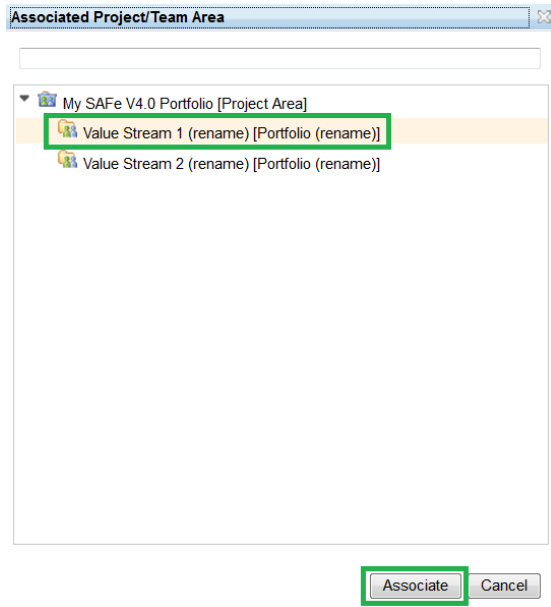 Associated Project/Team Area
My SAFe V4.0 Portfolio [Project Area]
Value Stream 1 (rename) [Portfolio (rename)]
Value Stream 2 (rename) [Portfolio (rename)]
Associate Cancel